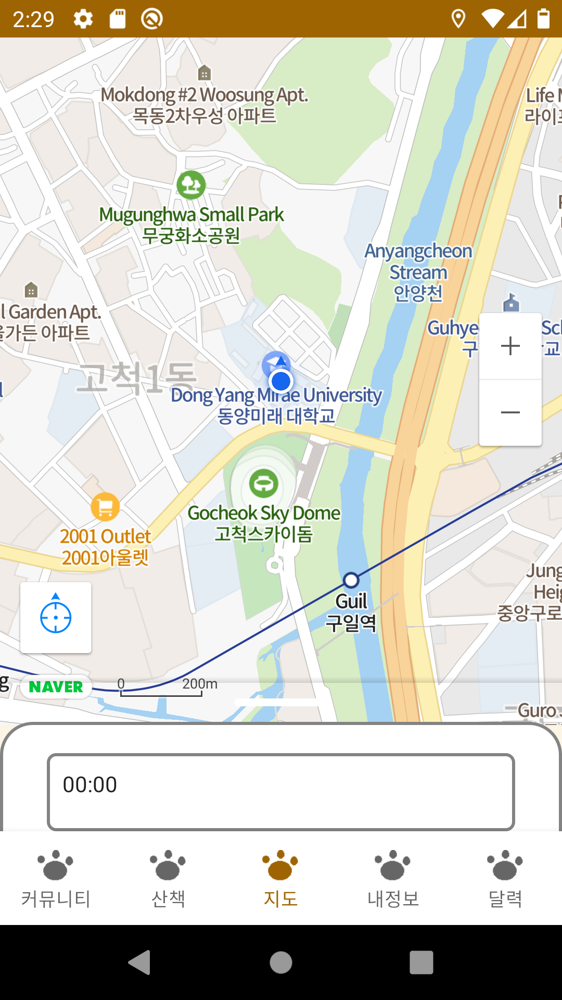 2:29
Mokdong #2 Woosung Apt.
목동2차우성 아파트
Life
라이
Mugunghwa Small Park
무궁화소공원
Anyangcheon
Stream
안양천
l Garden Apt.
가든 아파트
Guhye
Sch
구
교
+
고척1동
Dong Yang Mirae University
동양미래 대학교
−
Gocheok Sky Dome
고척스카이돔
2001 Outlet
2001아울렛
Jung
Heig
중앙구로
Guil
구일역
g
NAVER
0
200m
Guro
00:00
커뮤니티
산책
지도
내정보
달력